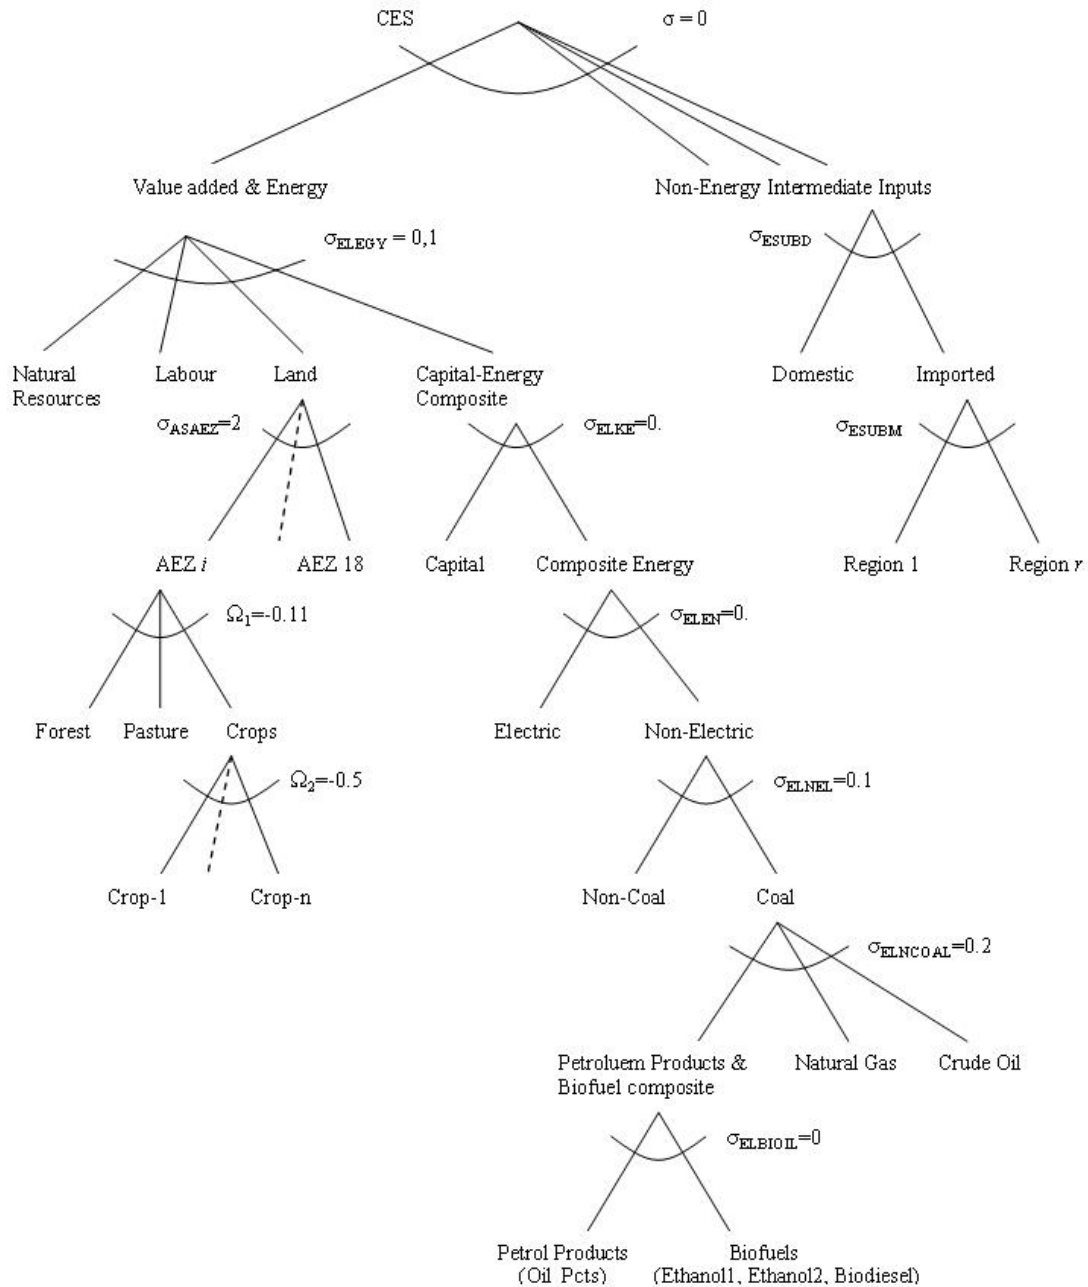 CES
σ = 0
Value added & Energy
Non-Energy Intermediate Inputs
σELEGY = 0,1
σESUBD
Natural
Resources
Labour
Land
Capital-Energy
Composite
Domestic
Imported
σASAEZ=2
σELKE=0.
σESUBM
AEZ i
AEZ 18
Capital
Composite Energy
Region 1
Region r
Ω1=-0.11
σELEN=0.
Forest
Pasture
Crops
Electric
Non-Electric
Ω2=-0.5
σELNEL=0.1
Crop-1
Crop-n
Non-Coal
Coal
σELNCOAL=0.2
Petroluem Products &
Biofuel composite
Natural Gas
Crude Oil
σELBIOIL=0
Petrol Products
(Oil_Pcts)
Biofuels
(Ethanol1, Ethanol2, Biodiesel)